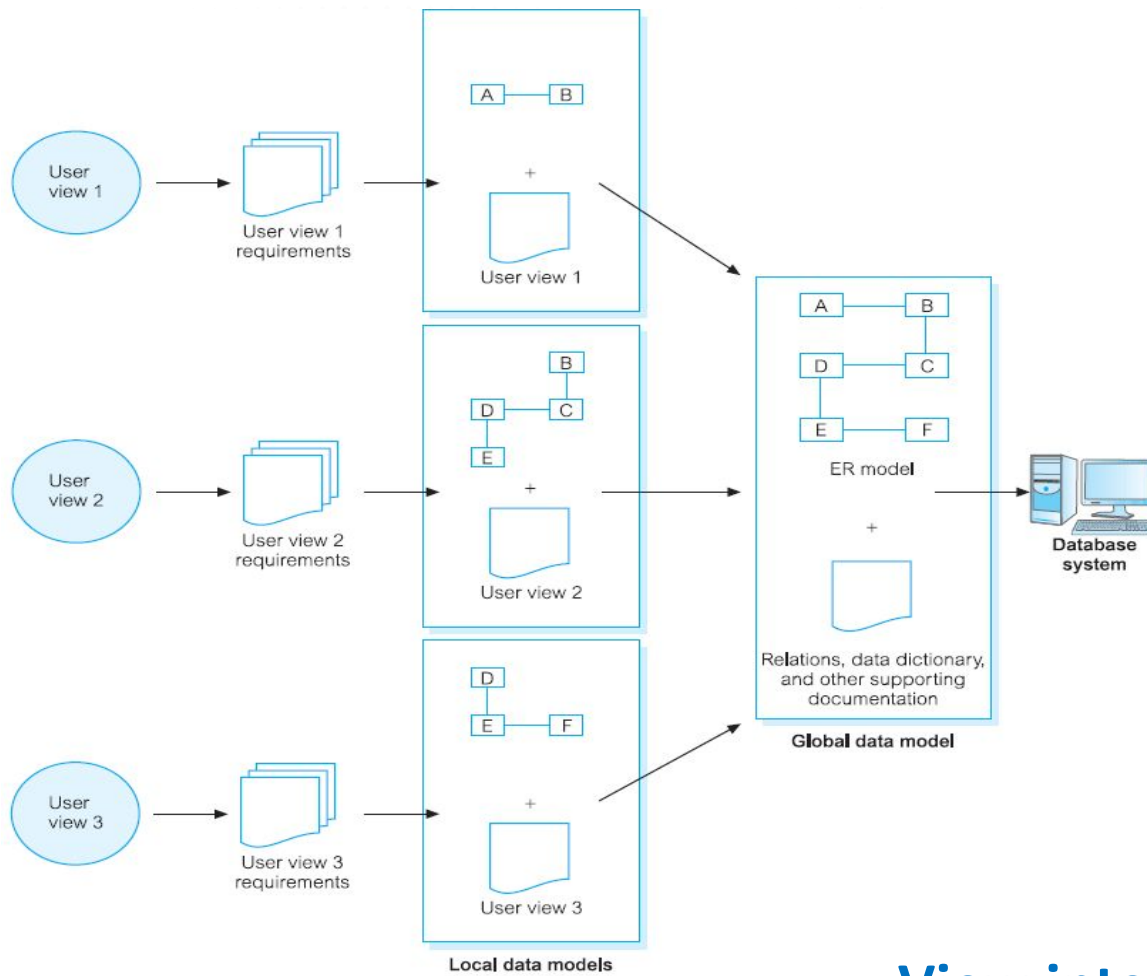 A
B
User
view 1
User view 1
requirements
+
User view 1
B
D
C
E
User
view 2
User view 2
requirements
+
User view 2
D
E
F
User
view 3
User view 3
requirements
+
User view 3
Local data models
A
B
D
C
E
F
ER model
+
Relations, data dictionary,
and other supporting
documentation
Global data model
Database
system